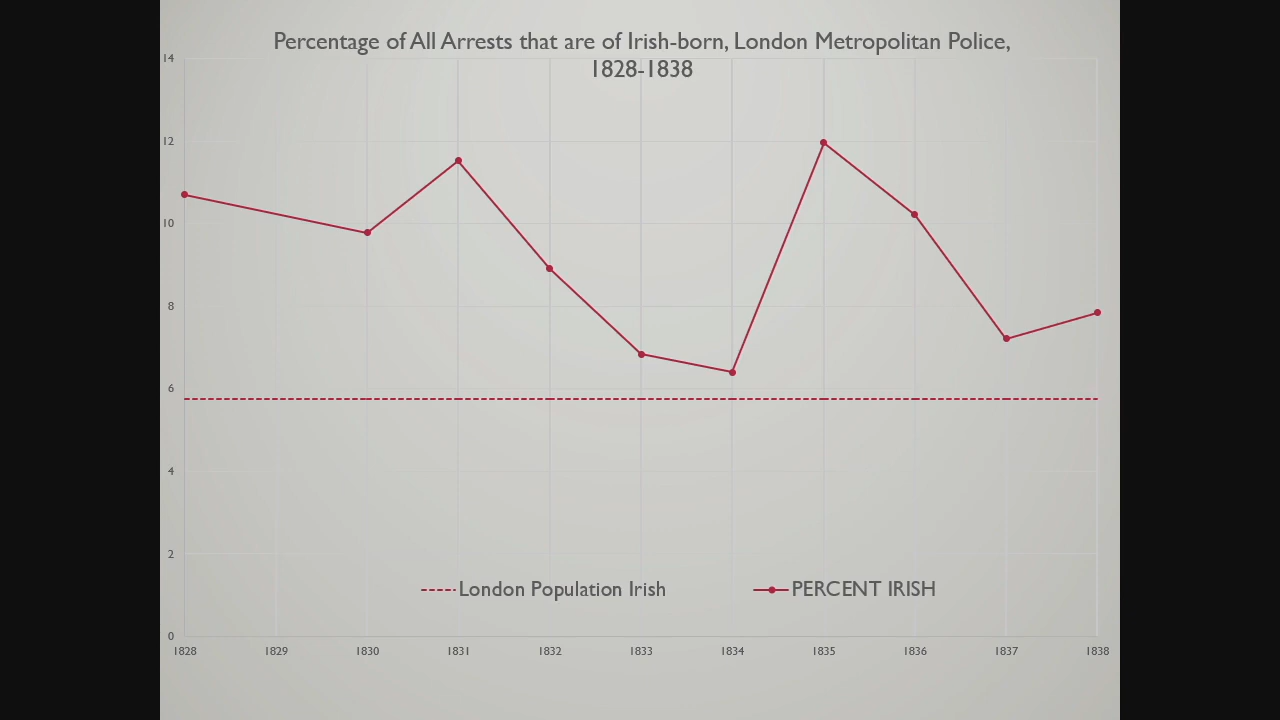 Percentage of All Arrests that are of Irish-born, London Metropolitan Police,
1828-1838
14
12
10
8
6
4
2
0
London Population Irish
PERCENT IRISH
1828 1829 1830 1831 1832 1833 1834 1835 1836 1837 1838